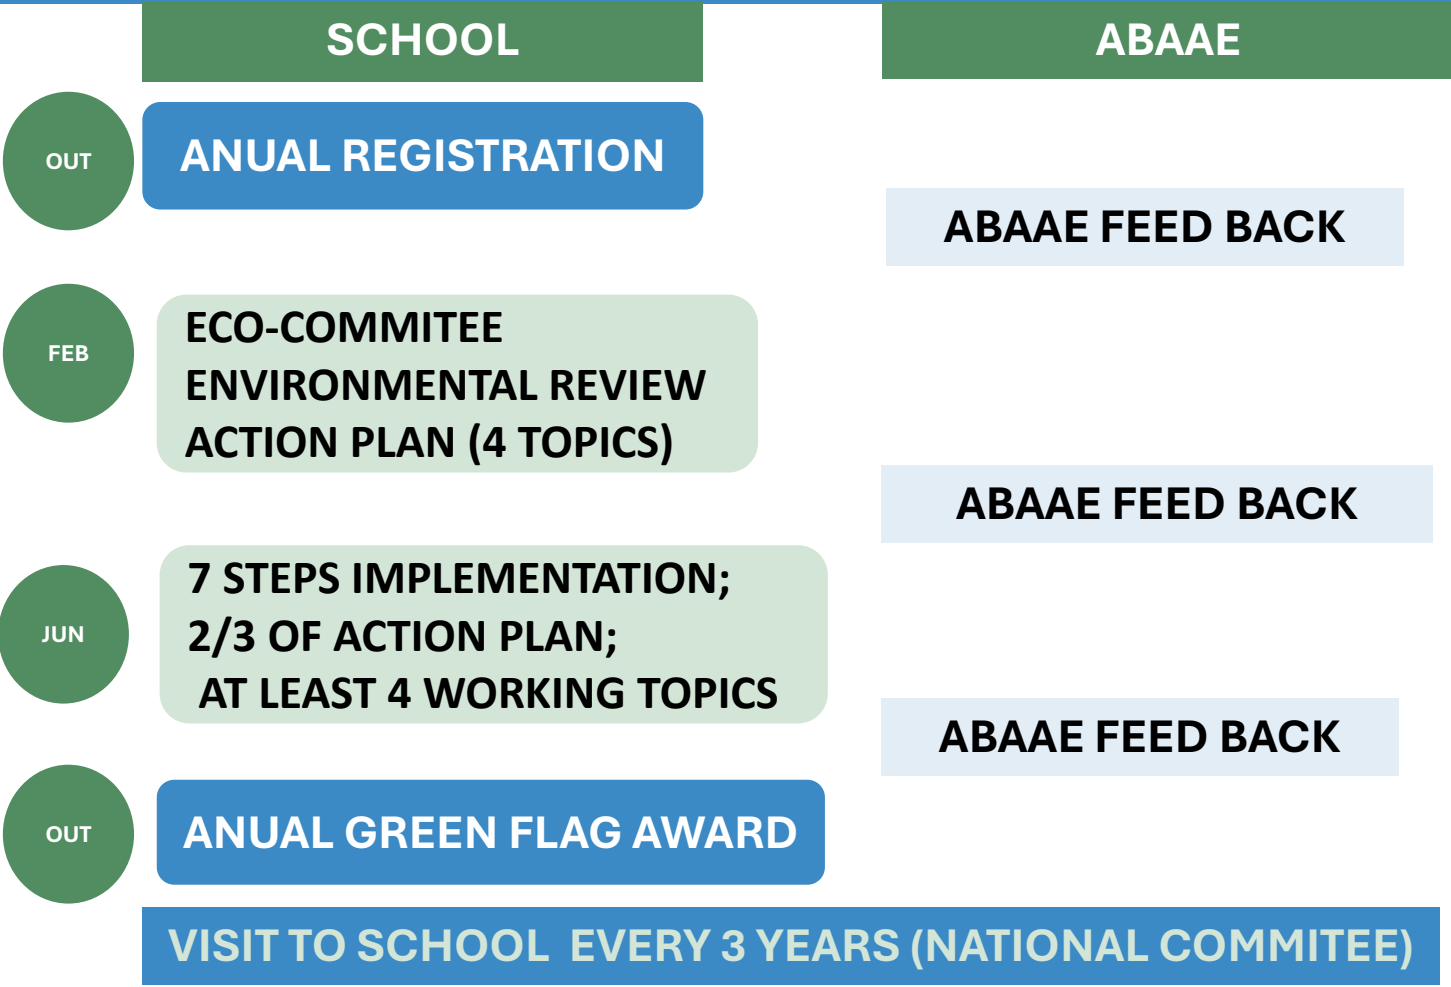 SCHOOL
ABAAE
OUT
ANUAL REGISTRATION
ABAAE FEED BACK
FEB
ECO-COMMITEE
ENVIRONMENTAL REVIEW
ACTION PLAN (4 TOPICS)
ABAAE FEED BACK
JUN
7 STEPS IMPLEMENTATION;
2/3 OF ACTION PLAN;
AT LEAST 4 WORKING TOPICS
ABAAE FEED BACK
OUT
ANUAL GREEN FLAG AWARD
VISIT TO SCHOOL EVERY 3 YEARS (NATIONAL COMMITEE)